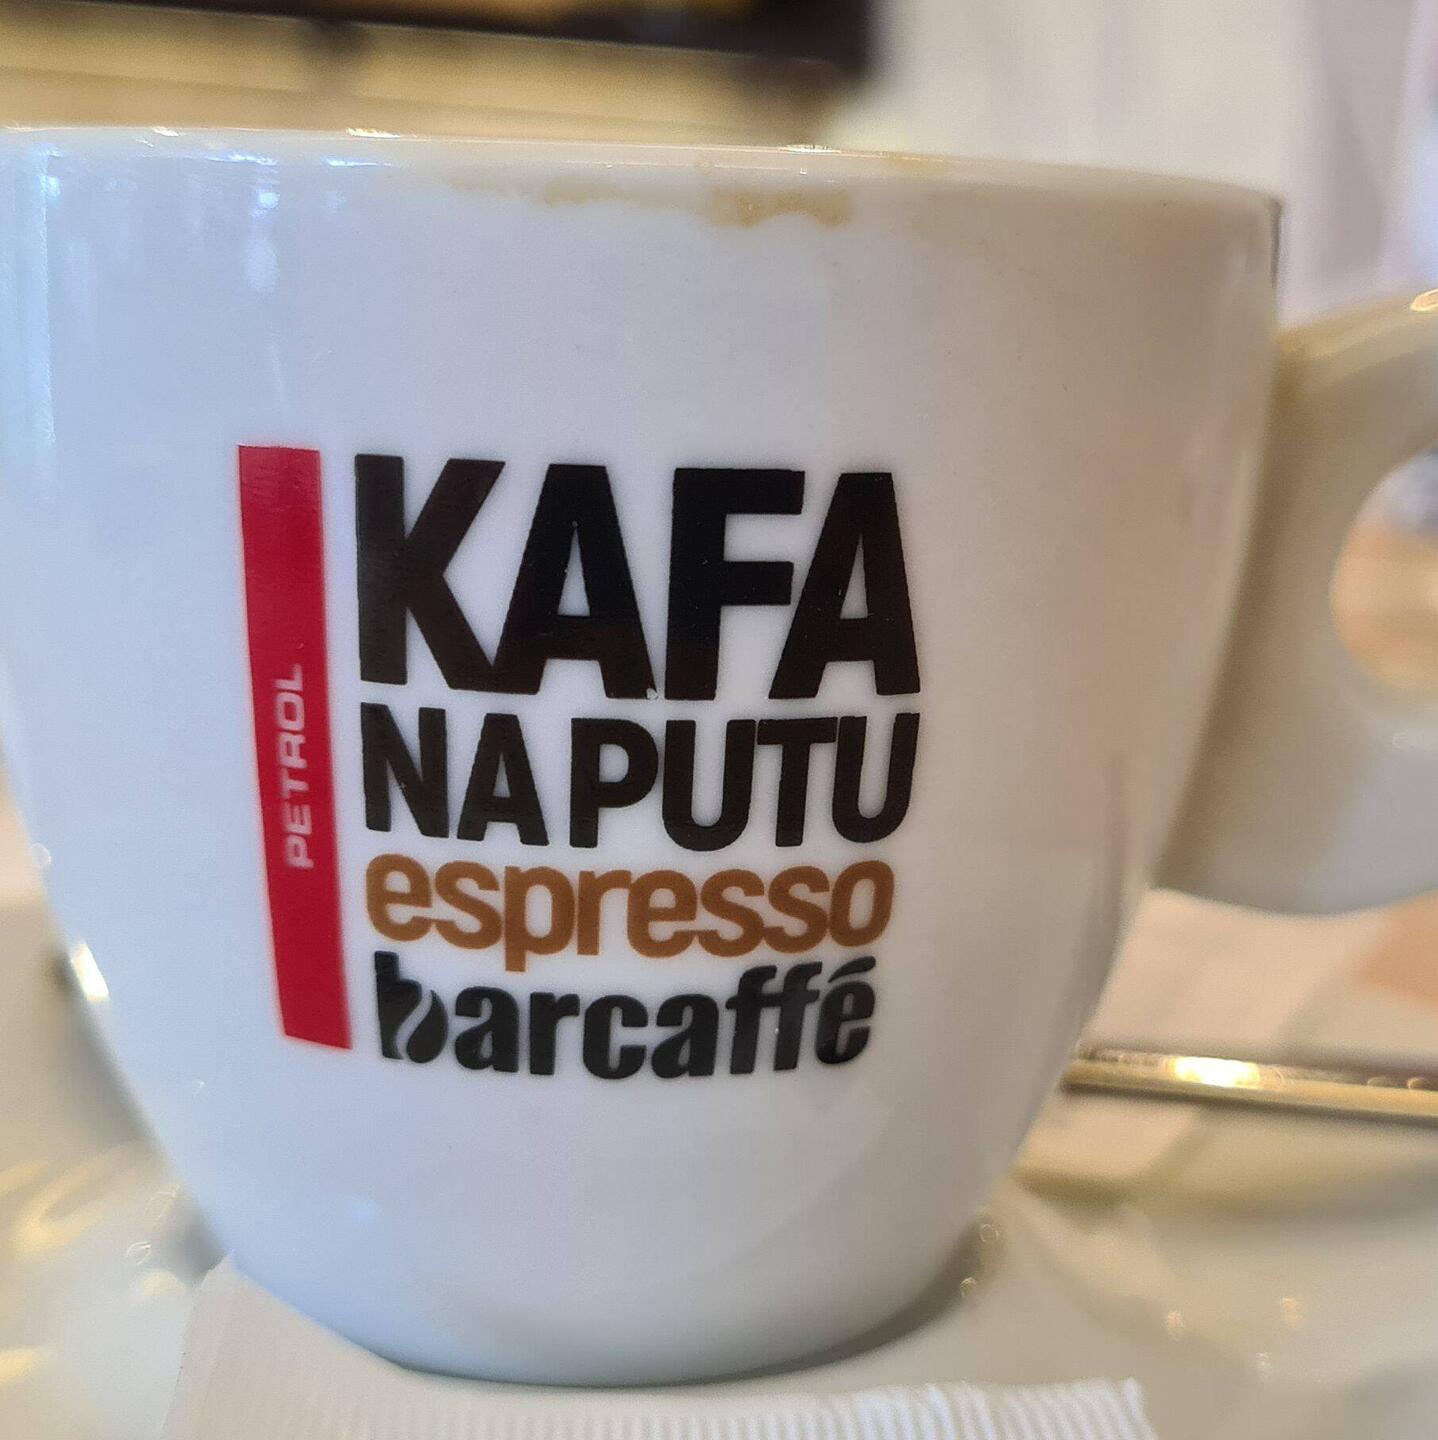 PETROL
KAFA
NA PUTU
espresso
barcaffé